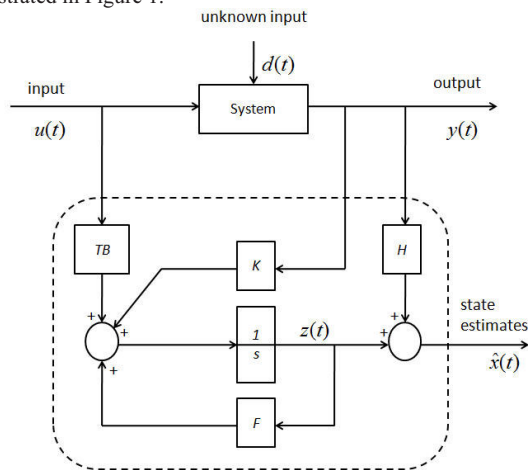 strated in Figure 1.
unknown input
d(t)
input
output
System
u(t)
y(t)
TB
K
H
+
+
+
1
s
z(t)
+
+
state
estimates
x̂(t)
F